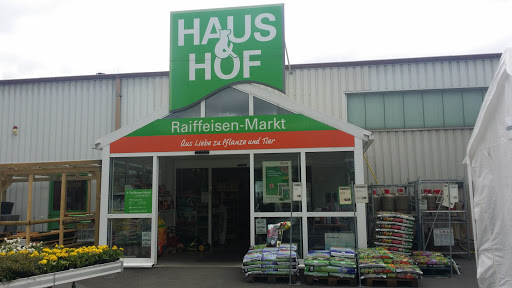 HAUS
&
HOF
Raiffeisen-Markt
Aus Liebe zu Pflanze und Tier